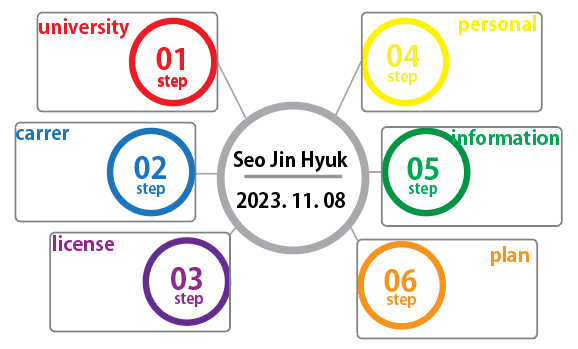 university
01
step
carrer
02
step
license
03
step
Seo Jin Hyuk
2023. 11. 08
personal
04
step
information
05
step
plan
06
step